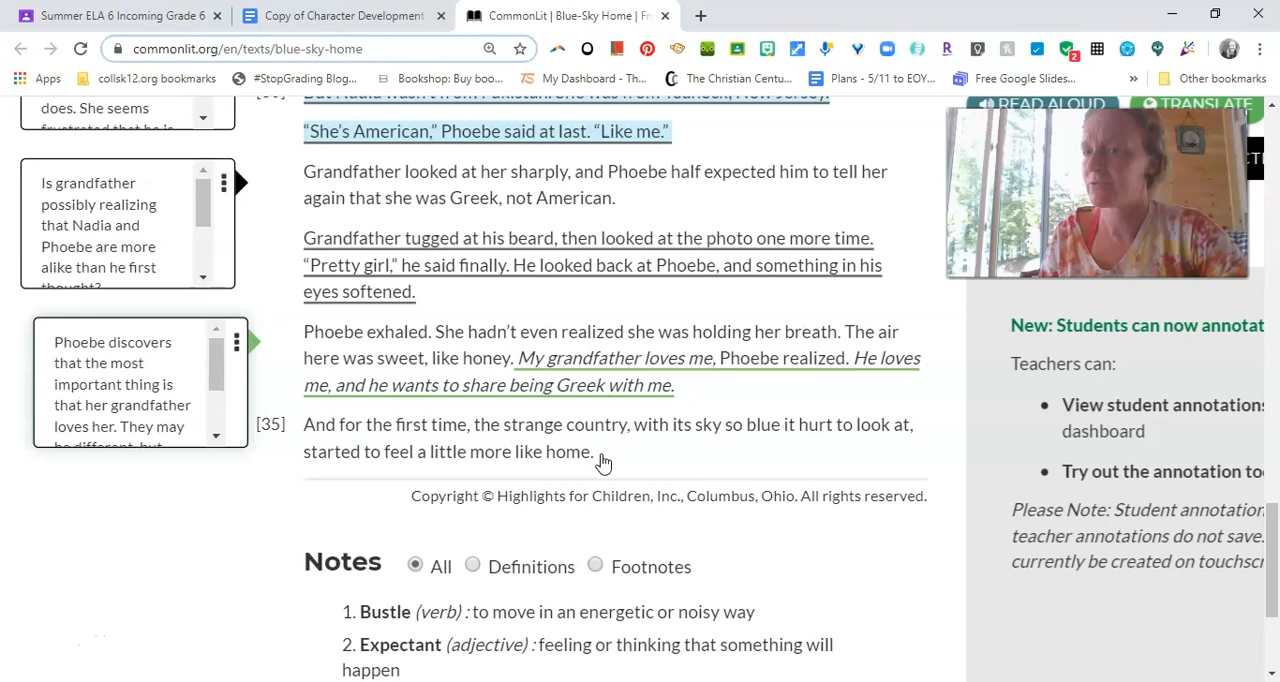 Summer ELA 6 Incoming Grade 6
Copy of Character Development
CommonLit | Blue-Sky Home | Fr
commonlit.org/en/texts/blue-sky-home
2
Apps
collsk12.org bookmarks
#StopGrading Blog...
Bookshop: Buy boo...
My Dashboard - Th...
The Christian Centu...
Plans - 5/11 to EOY...
Free Google Slides...
»
Other bookmarks
does. She seems
READ ALOUD
TRANSLATE
“She’s American,” Phoebe said at last. “Like me.”
Is grandfather
possibly realizing
that Nadia and
Phoebe are more
alike than he first
thought?
Grandfather looked at her sharply, and Phoebe half expected him to tell her
again that she was Greek, not American.
Grandfather tugged at his beard, then looked at the photo one more time.
“Pretty girl,” he said finally. He looked back at Phoebe, and something in his
eyes softened.
Phoebe discovers
that the most
important thing is
that her grandfather
loves her. They may
Phoebe exhaled. She hadn’t even realized she was holding her breath. The air
here was sweet, like honey. My grandfather loves me, Phoebe realized. He loves
me, and he wants to share being Greek with me.
[35] And for the first time, the strange country, with its sky so blue it hurt to look at,
started to feel a little more like home.
Copyright © Highlights for Children, Inc., Columbus, Ohio. All rights reserved.
Notes All Definitions Footnotes
1. Bustle (verb) : to move in an energetic or noisy way
2. Expectant (adjective) : feeling or thinking that something will
happen
New: Students can now annotat
Teachers can:
• View student annotations
dashboard
• Try out the annotation to
Please Note: Student annotation
teacher annotations do not save.
currently be created on touchscr